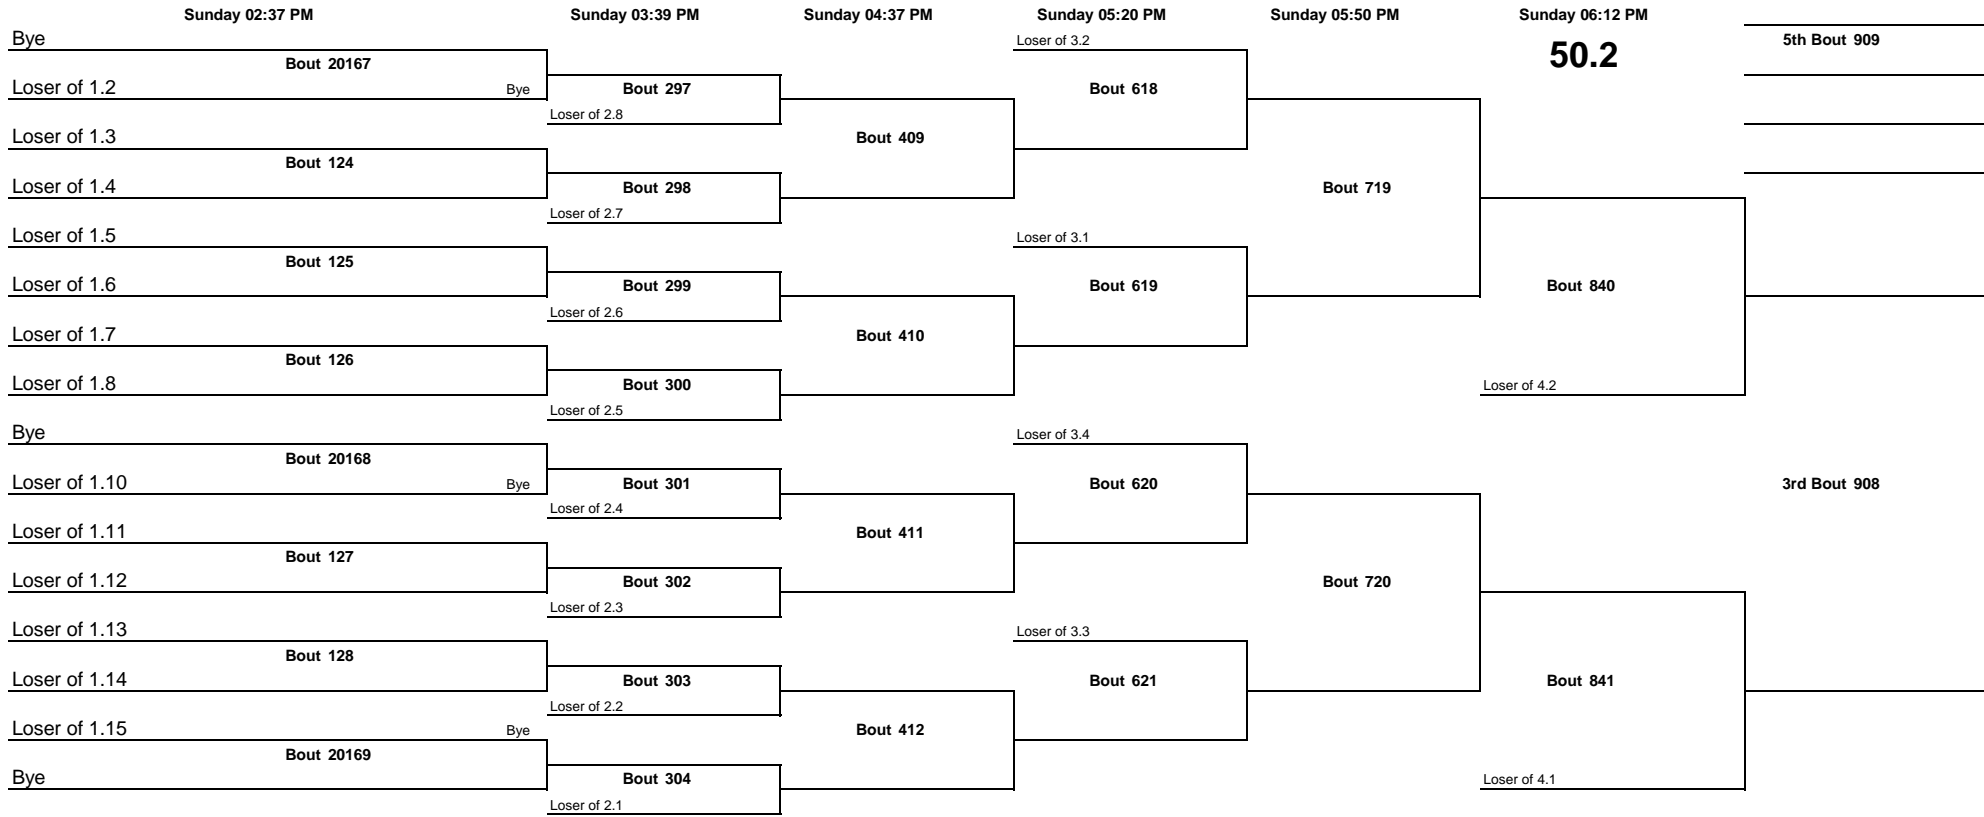 Sunday 02:37 PM
Sunday 03:39 PM
Sunday 04:37 PM
Sunday 05:20 PM
Sunday 05:50 PM
Sunday 06:12 PM
50.2
Bye
Bout 20167
Loser of 1.2
Bye
Loser of 1.3
Bout 124
Loser of 1.4
Loser of 1.5
Bout 125
Loser of 1.6
Loser of 1.7
Bout 126
Loser of 1.8
Bye
Bout 20168
Loser of 1.10
Bye
Loser of 1.11
Bout 127
Loser of 1.12
Loser of 1.13
Bout 128
Loser of 1.14
Loser of 1.15
Bye
Bout 20169
Bye
Bout 297
Loser of 2.8
Bout 298
Loser of 2.7
Bout 299
Loser of 2.6
Bout 300
Loser of 2.5
Bout 301
Loser of 2.4
Bout 302
Loser of 2.3
Bout 303
Loser of 2.2
Bout 304
Loser of 2.1
Bout 409
Bout 410
Bout 411
Bout 412
Loser of 3.2
Bout 618
Loser of 3.1
Bout 619
Loser of 3.4
Bout 620
Loser of 3.3
Bout 621
Bout 719
Bout 720
Bout 840
Loser of 4.2
Bout 841
Loser of 4.1
5th Bout 909
3rd Bout 908